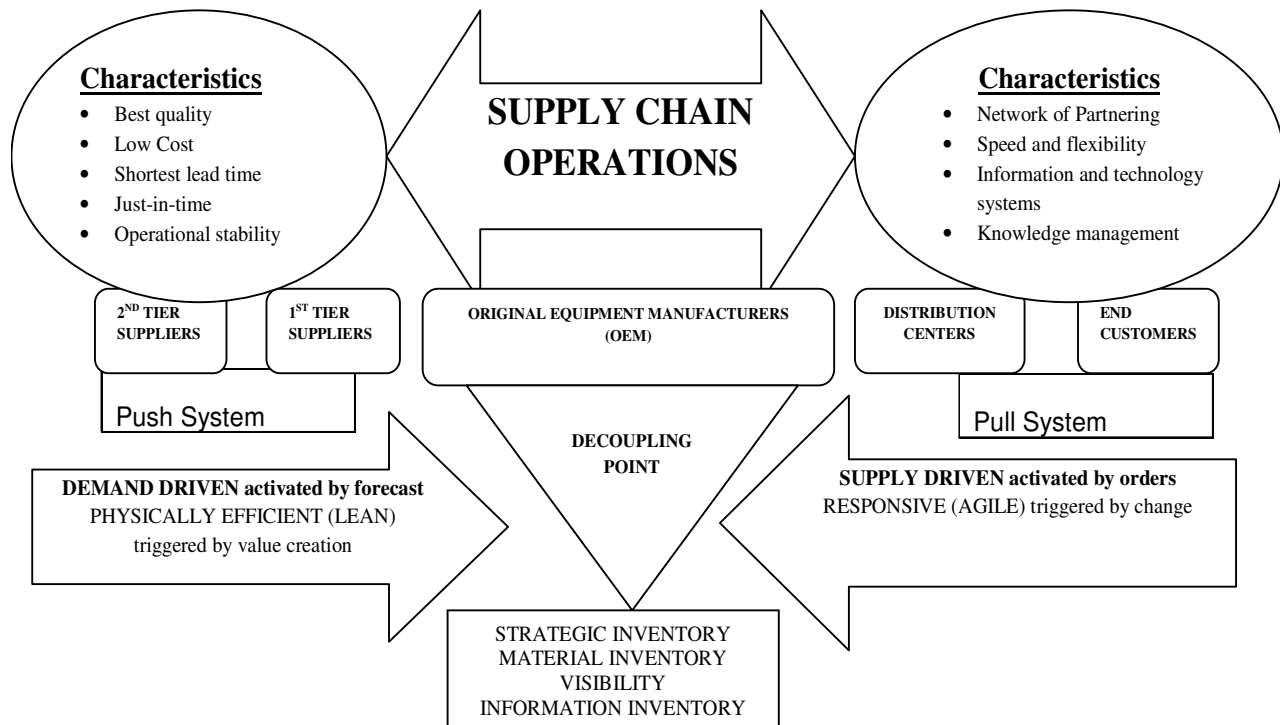 Characteristics
• Best quality
• Low Cost
• Shortest lead time
• Just-in-time
• Operational stability
SUPPLY CHAIN
OPERATIONS
Characteristics
• Network of Partnering
• Speed and flexibility
• Information and technology
systems
• Knowledge management
2ND TIER
SUPPLIERS
1ST TIER
SUPPLIERS
ORIGINAL EQUIPMENT MANUFACTURERS
(OEM)
DISTRIBUTION
CENTERS
END
CUSTOMERS
Push System
Pull System
DECOUPLING
POINT
DEMAND DRIVEN activated by forecast
PHYSICALLY EFFICIENT (LEAN)
triggered by value creation
SUPPLY DRIVEN activated by orders
RESPONSIVE (AGILE) triggered by change
STRATEGIC INVENTORY
MATERIAL INVENTORY
VISIBILITY
INFORMATION INVENTORY